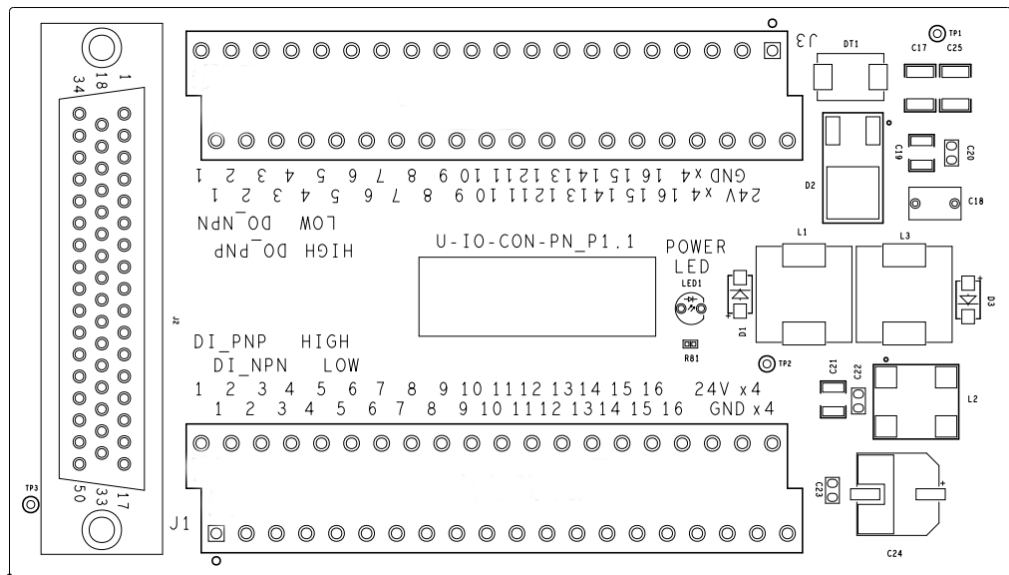 J3
TP1
DT1
C17 C25
34 18 1
C19
C20
D2
C18
1 2 3 4 5 6 7 8 9 10 11 12 13 14 15 16 GND x4
1 2 3 4 5 6 7 8 9 10 11 12 13 14 15 16 24V x4
DO_NPN LOW
DO_PNP HIGH
U-IO-CON-PN_P1.1
POWER
LED
LED1
L1
L3
D1
D3
J2
R81
TP2
DI_PNP HIGH
DI_NPN LOW
1 2 3 4 5 6 7 8 9 10 11 12 13 14 15 16 24V x4
1 2 3 4 5 6 7 8 9 10 11 12 13 14 15 16 GND x4
C21
C22
L2
TP3
50 33 17
J1
C23
C24